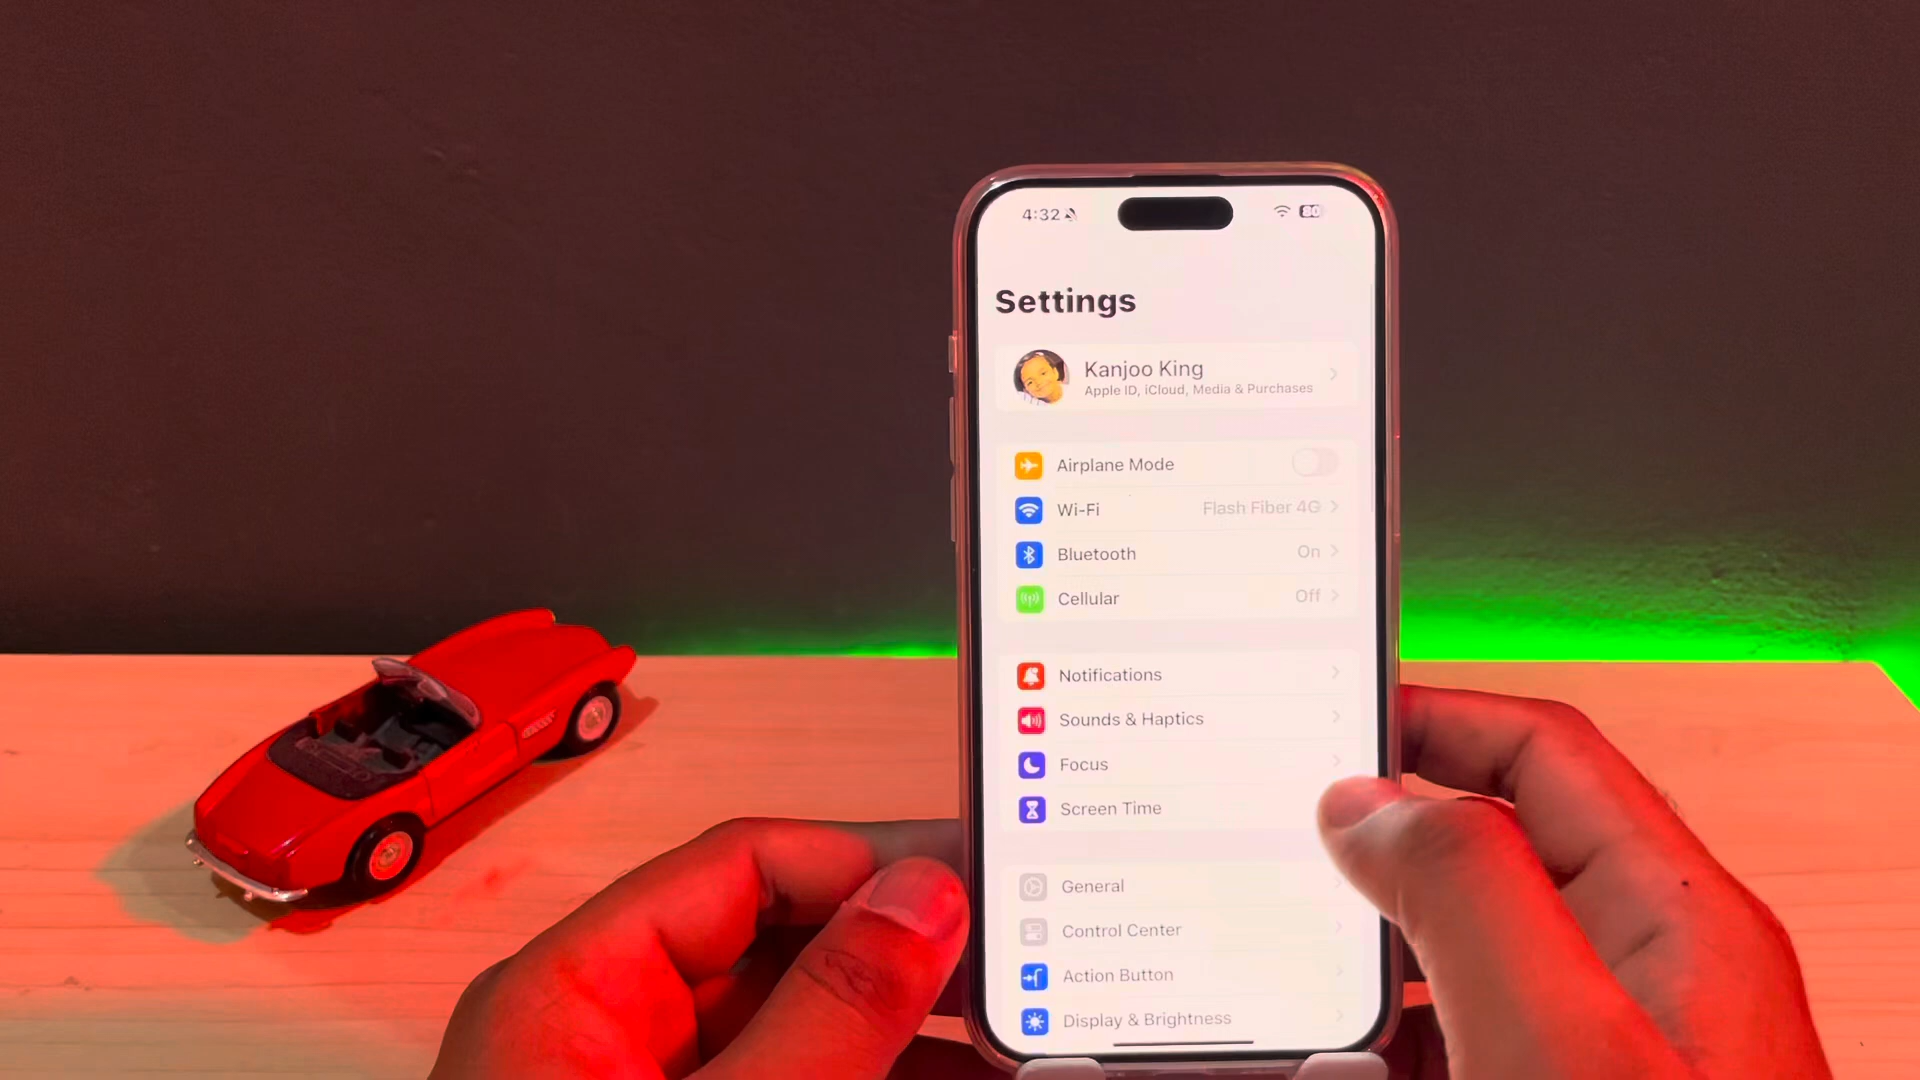 4:32
80
Settings
Kanjoo King
Apple ID, iCloud, Media & Purchases
Airplane Mode
Wi-Fi Flash Fiber 4G
Bluetooth On
Cellular Off
Notifications
Sounds & Haptics
Focus
Screen Time
General
Control Center
Action Button
Display & Brightness